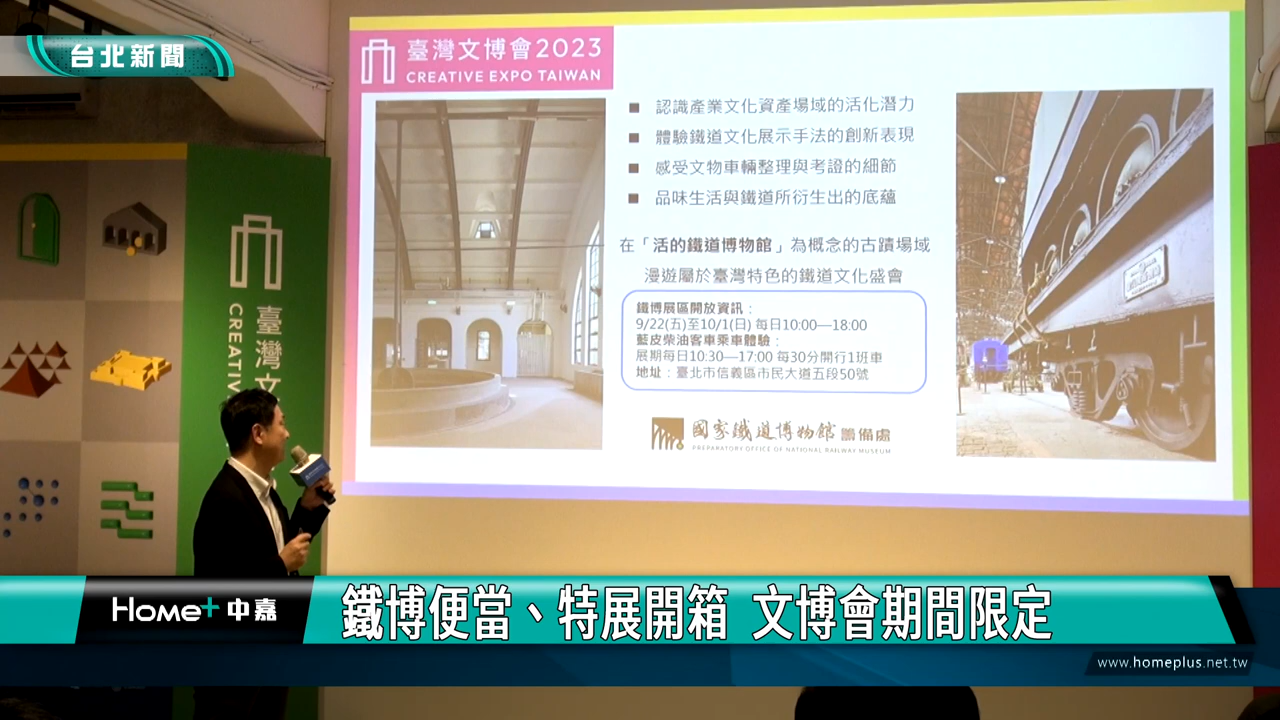 台北新聞
臺灣文博會2023
CREATIVE EXPO TAIWAN
認識產業文化資產場域的活化潛力
體驗鐵道文化展示手法的創新表現
感受文物車輛整理與考證的細節
品味生活與鐵道所衍生出的底蘊
在「活的鐵道博物館」為概念的古蹟場域
漫遊屬於臺灣特色的鐵道文化盛會
鐵博展區開放資訊：
9/22(五)至10/1(日) 每日10:00—18:00
藍皮柴油客車乘車體驗：
展期每日10:30—17:00 每30分開行1班車
地址：臺北市信義區市民大道五段50號
國家鐵道博物館籌備處
PREPARATORY OFFICE OF NATIONAL RAILWAY MUSEUM
臺灣文
CREATIV
Home+中嘉
鐵博便當、特展開箱 文博會期間限定
www.homeplus.net.tw